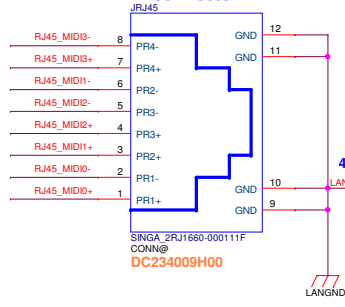 JRJ45
RJ45_MIDI3- 8 PR4- GND 12
RJ45_MIDI3+ 7 PR4+ GND 11
RJ45_MIDI1- 6 PR2-
RJ45_MIDI2- 5 PR3-
RJ45_MIDI2+ 4 PR3+
RJ45_MIDI1+ 3 PR2+
RJ45_MIDI0- 2 PR1- GND 10
RJ45_MIDI0+ 1 PR1+ GND 9
4
LAN
SINGA_2RJ1660-000111F
CONN@
DC234009H00
LANGND